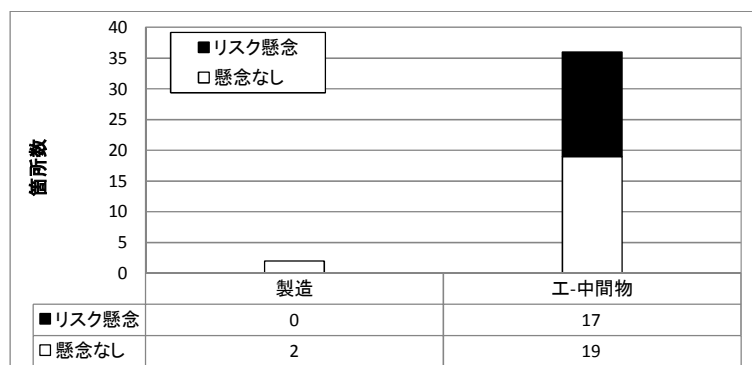 40
35
30
25
20
15
10
5
0
箇所数
■リスク懸念
□懸念なし
製造 エ-中間物
■リスク懸念 0 17
□懸念なし 2 19